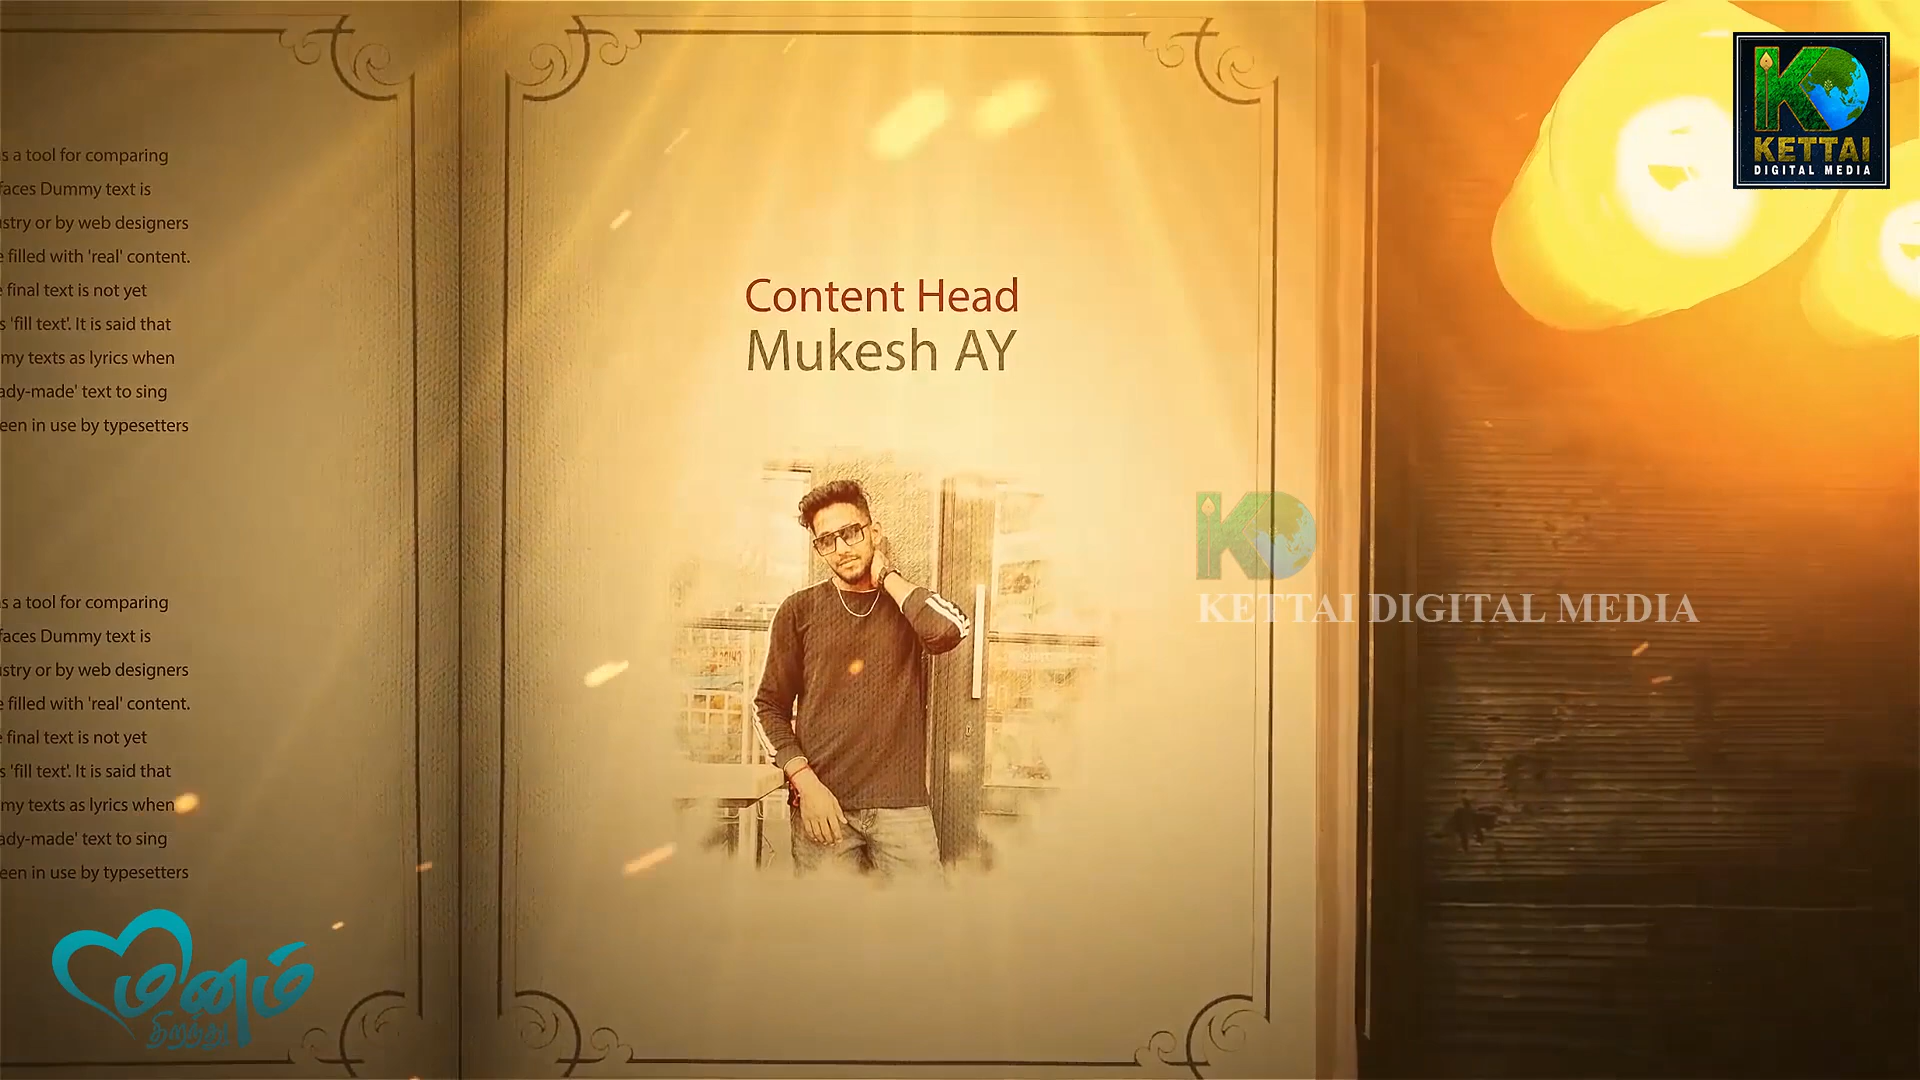 s a tool for comparing
faces Dummy text is
stry or by web designers
e filled with 'real' content.
e final text is not yet
s 'fill text'. It is said that
my texts as lyrics when
ady-made' text to sing
een in use by typesetters
s a tool for comparing
faces Dummy text is
stry or by web designers
e filled with 'real' content.
e final text is not yet
s 'fill text'. It is said that
my texts as lyrics when
ady-made' text to sing
een in use by typesetters
மனம்
திறந்து
Content Head
Mukesh AY
K
KETTAI DIGITAL MEDIA
KD
KETTAI
DIGITAL MEDIA